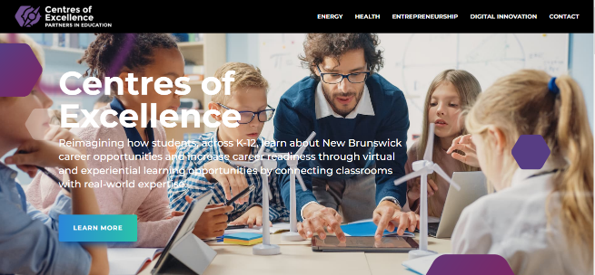 Centres of
Excellence
PARTNERS IN EDUCATION
ENERGY HEALTH ENTREPRENEURSHIP DIGITAL INNOVATION CONTACT
Centres of
Excellence
Reimagining how students, across K-12, learn about New Brunswick
career opportunities and increase career readiness through virtual
and experiential learning opportunities by connecting classrooms
with real-world expertise.
LEARN MORE